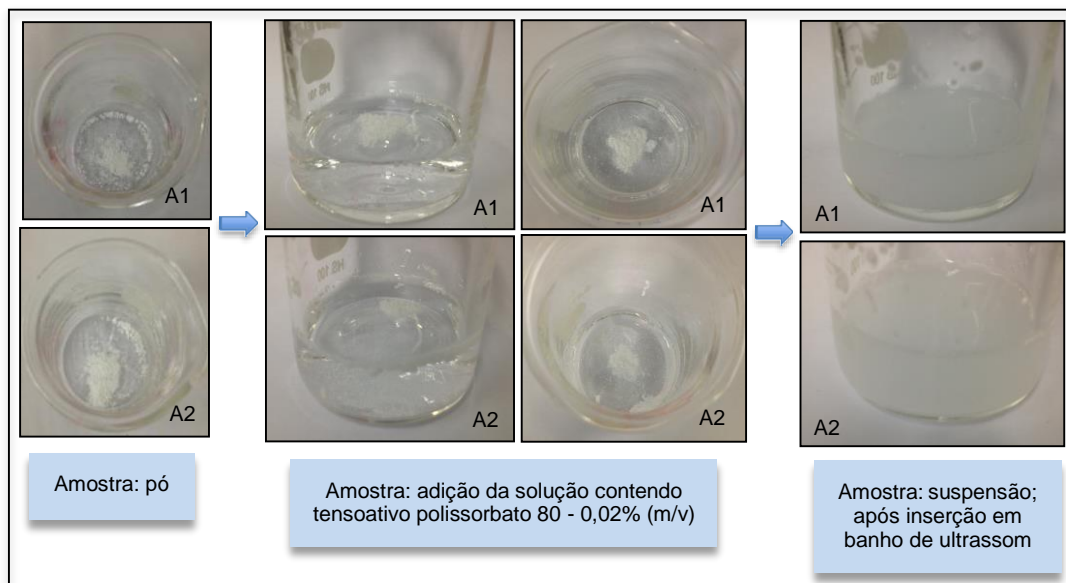 A1
A1
A1
A1
A2
A2
A2
A2
Amostra: pó
Amostra: adição da solução contendo
tensoativo polissorbato 80 - 0,02% (m/v)
Amostra: suspensão;
após inserção em
banho de ultrassom